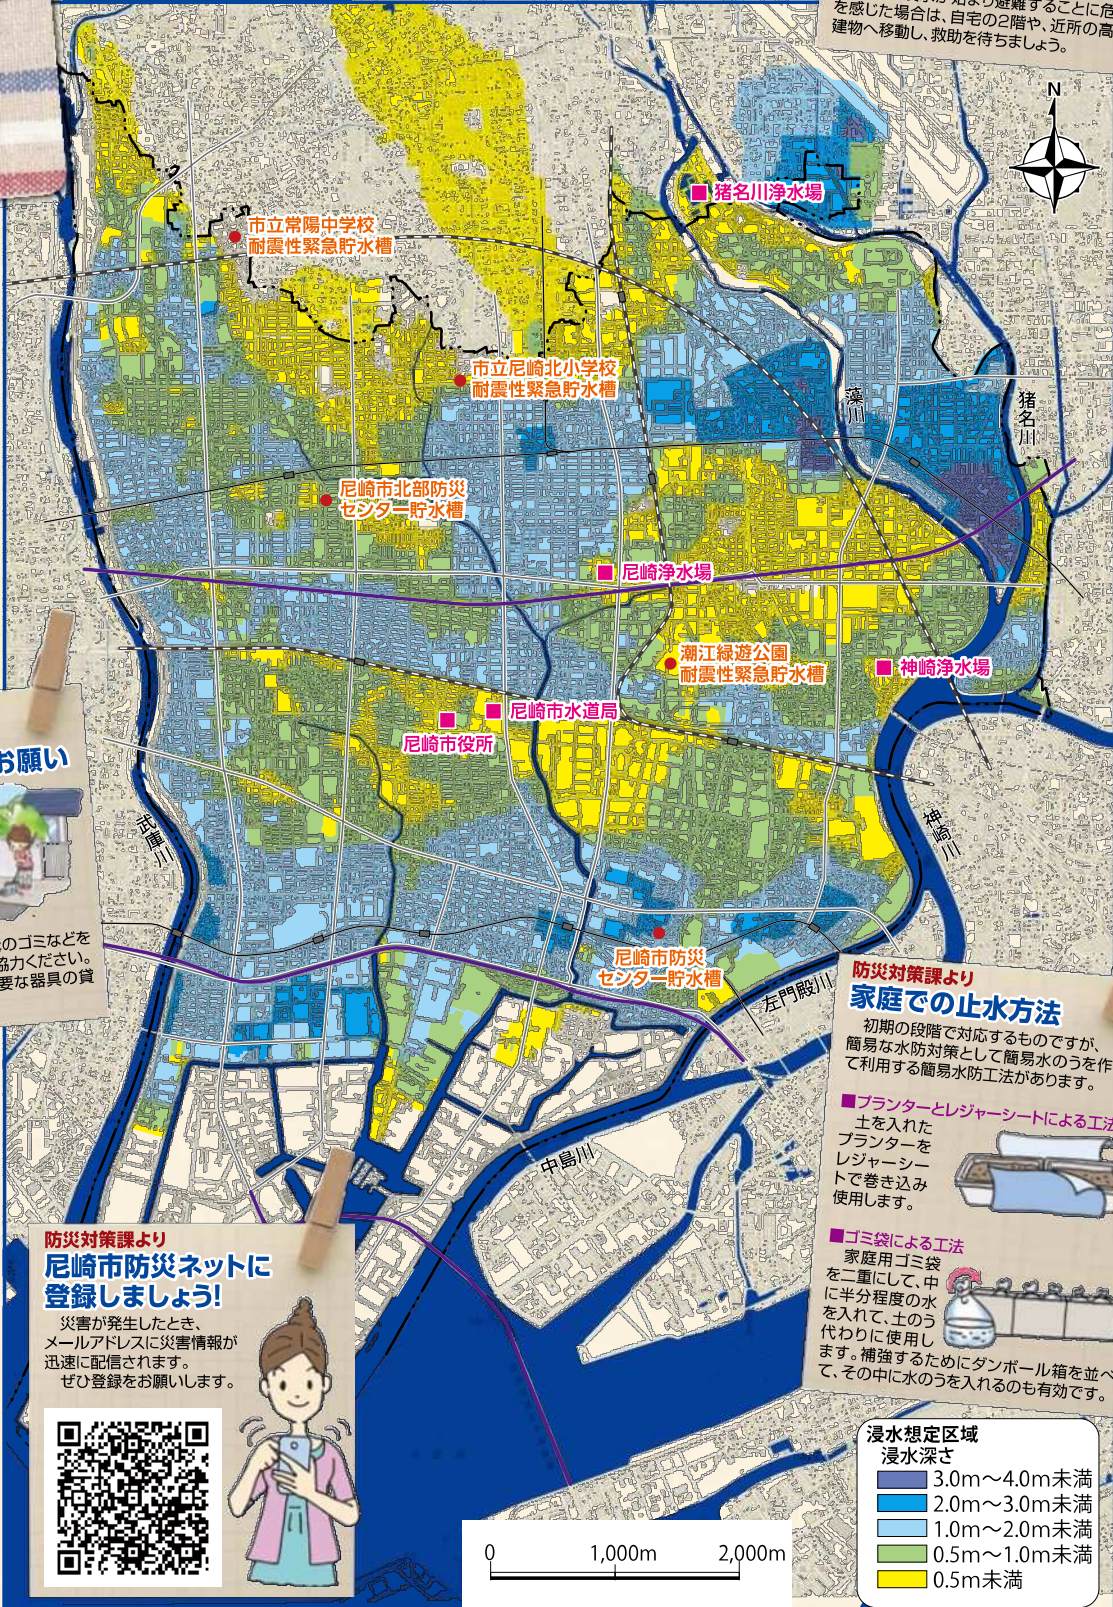 まり避難することに危
を感じた場合は、自宅の2階や、近所の高
建物へ移動し、救助を待ちましょう。
N
猪名川浄水場
市立常陽中学校
耐震性緊急貯水槽
市立尼崎北小学校
耐震性緊急貯水槽
藻川
猪名川
尼崎市北部防災
センター貯水槽
尼崎浄水場
潮江緑遊公園
耐震性緊急貯水槽
神崎浄水場
尼崎市水道局
尼崎市役所
お願い
武庫川
神崎川
のゴミなどを
協力ください。
要な器具の貸
尼崎市防災
センター貯水槽
左門殿川
中島川
防災対策課より
家庭での止水方法
初期の段階で対応するものですが、
簡易な水防対策として簡易水のうを作
て利用する簡易水防工法があります。
■プランターとレジャーシートによる工法
土を入れた
プランターを
レジャーシー
トで巻き込み
使用します。
■ゴミ袋による工法
家庭用ゴミ袋
を二重にして、中
に半分程度の水
を入れて、土のう
代わりに使用し
ます。補強するためにダンボール箱を並べ
て、その中に水のうを入れるのも有効です。
防災対策課より
尼崎市防災ネットに
登録しましょう!
災害が発生したとき、
メールアドレスに災害情報が
迅速に配信されます。
ぜひ登録をお願いします。
浸水想定区域
浸水深さ
3.0m〜4.0m未満
2.0m〜3.0m未満
1.0m〜2.0m未満
0.5m〜1.0m未満
0.5m未満
0 1,000m 2,000m